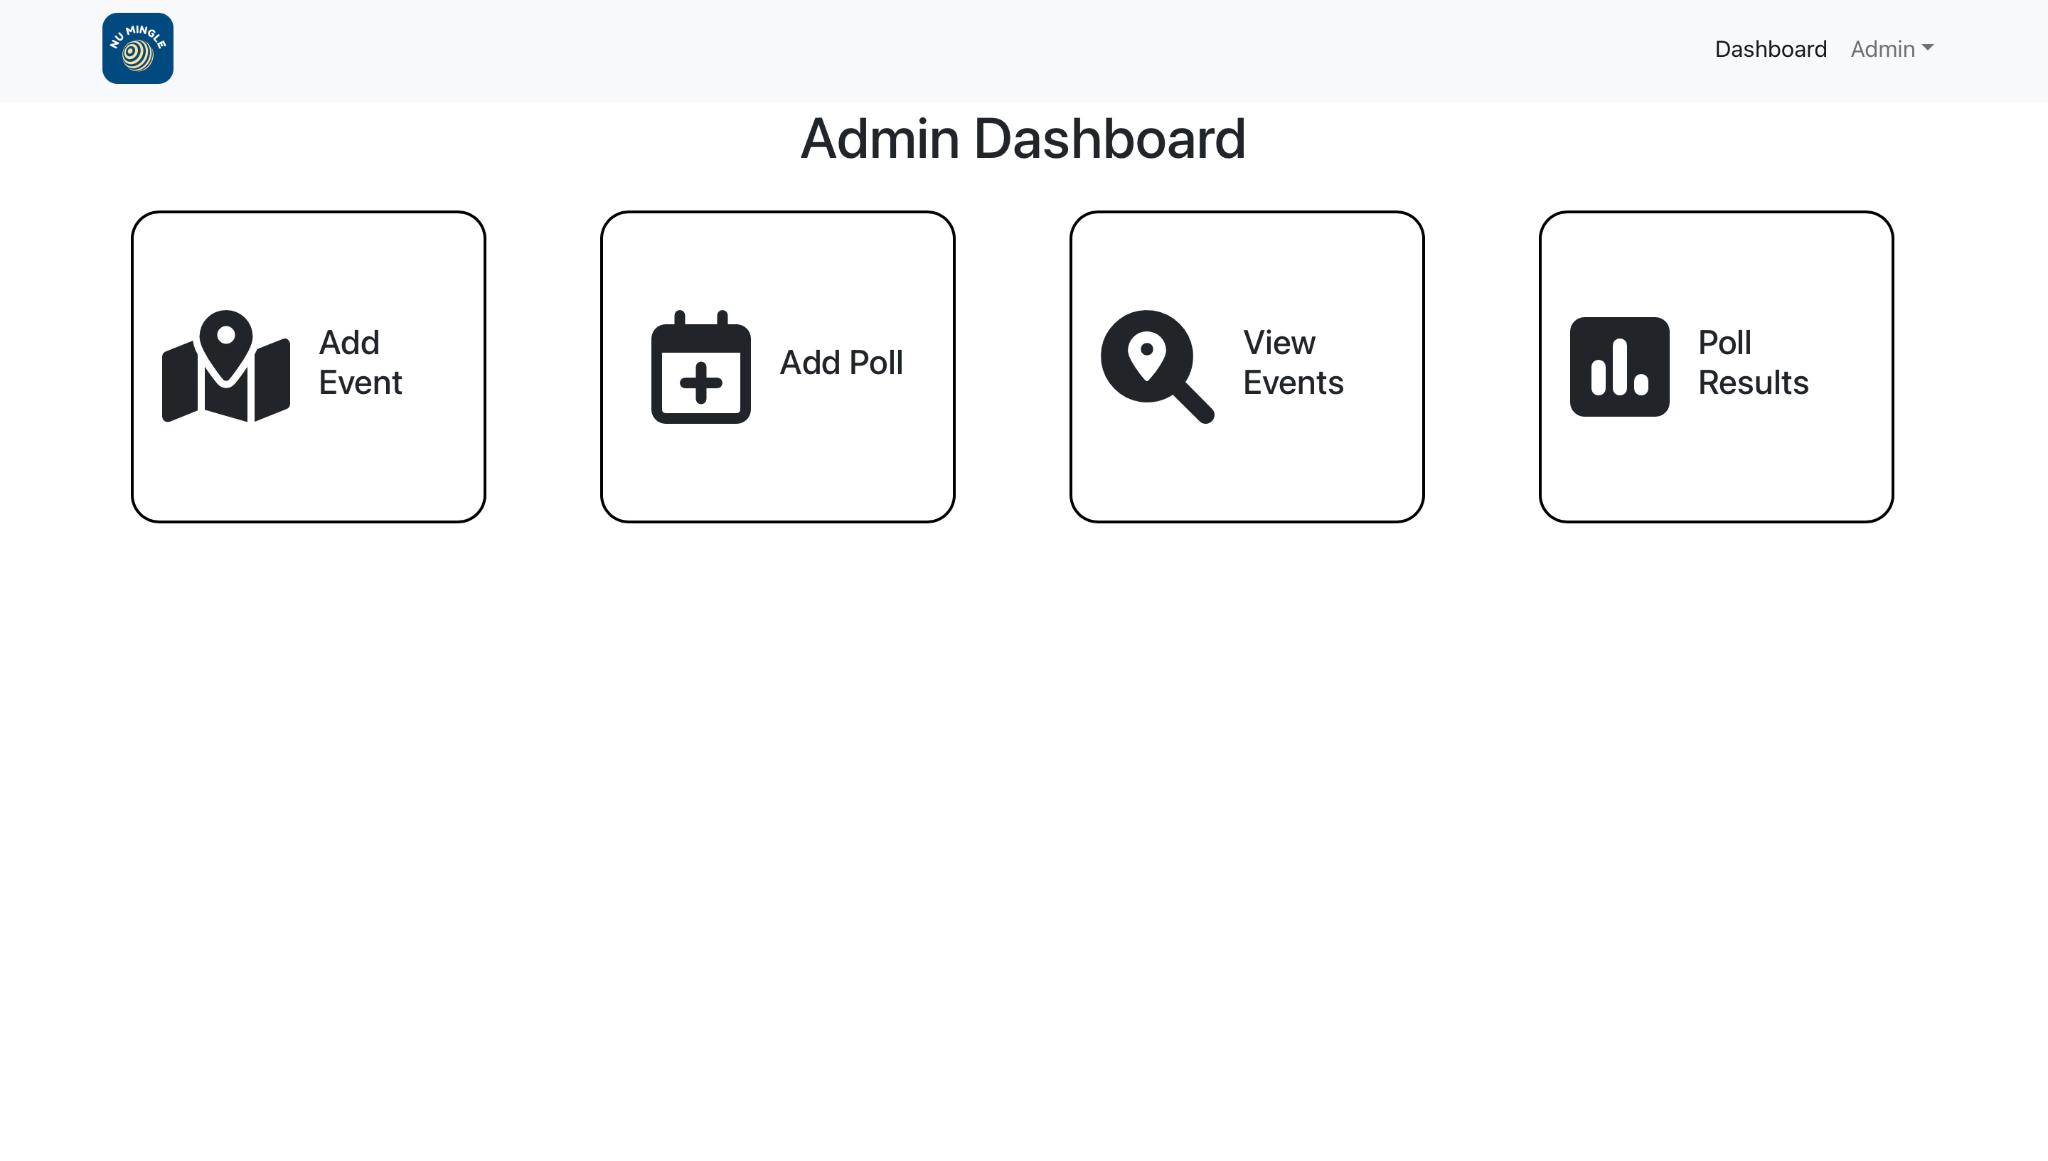 NU MINGLE
Dashboard
Admin
Admin Dashboard
Add
Event
Add Poll
View
Events
Poll
Results